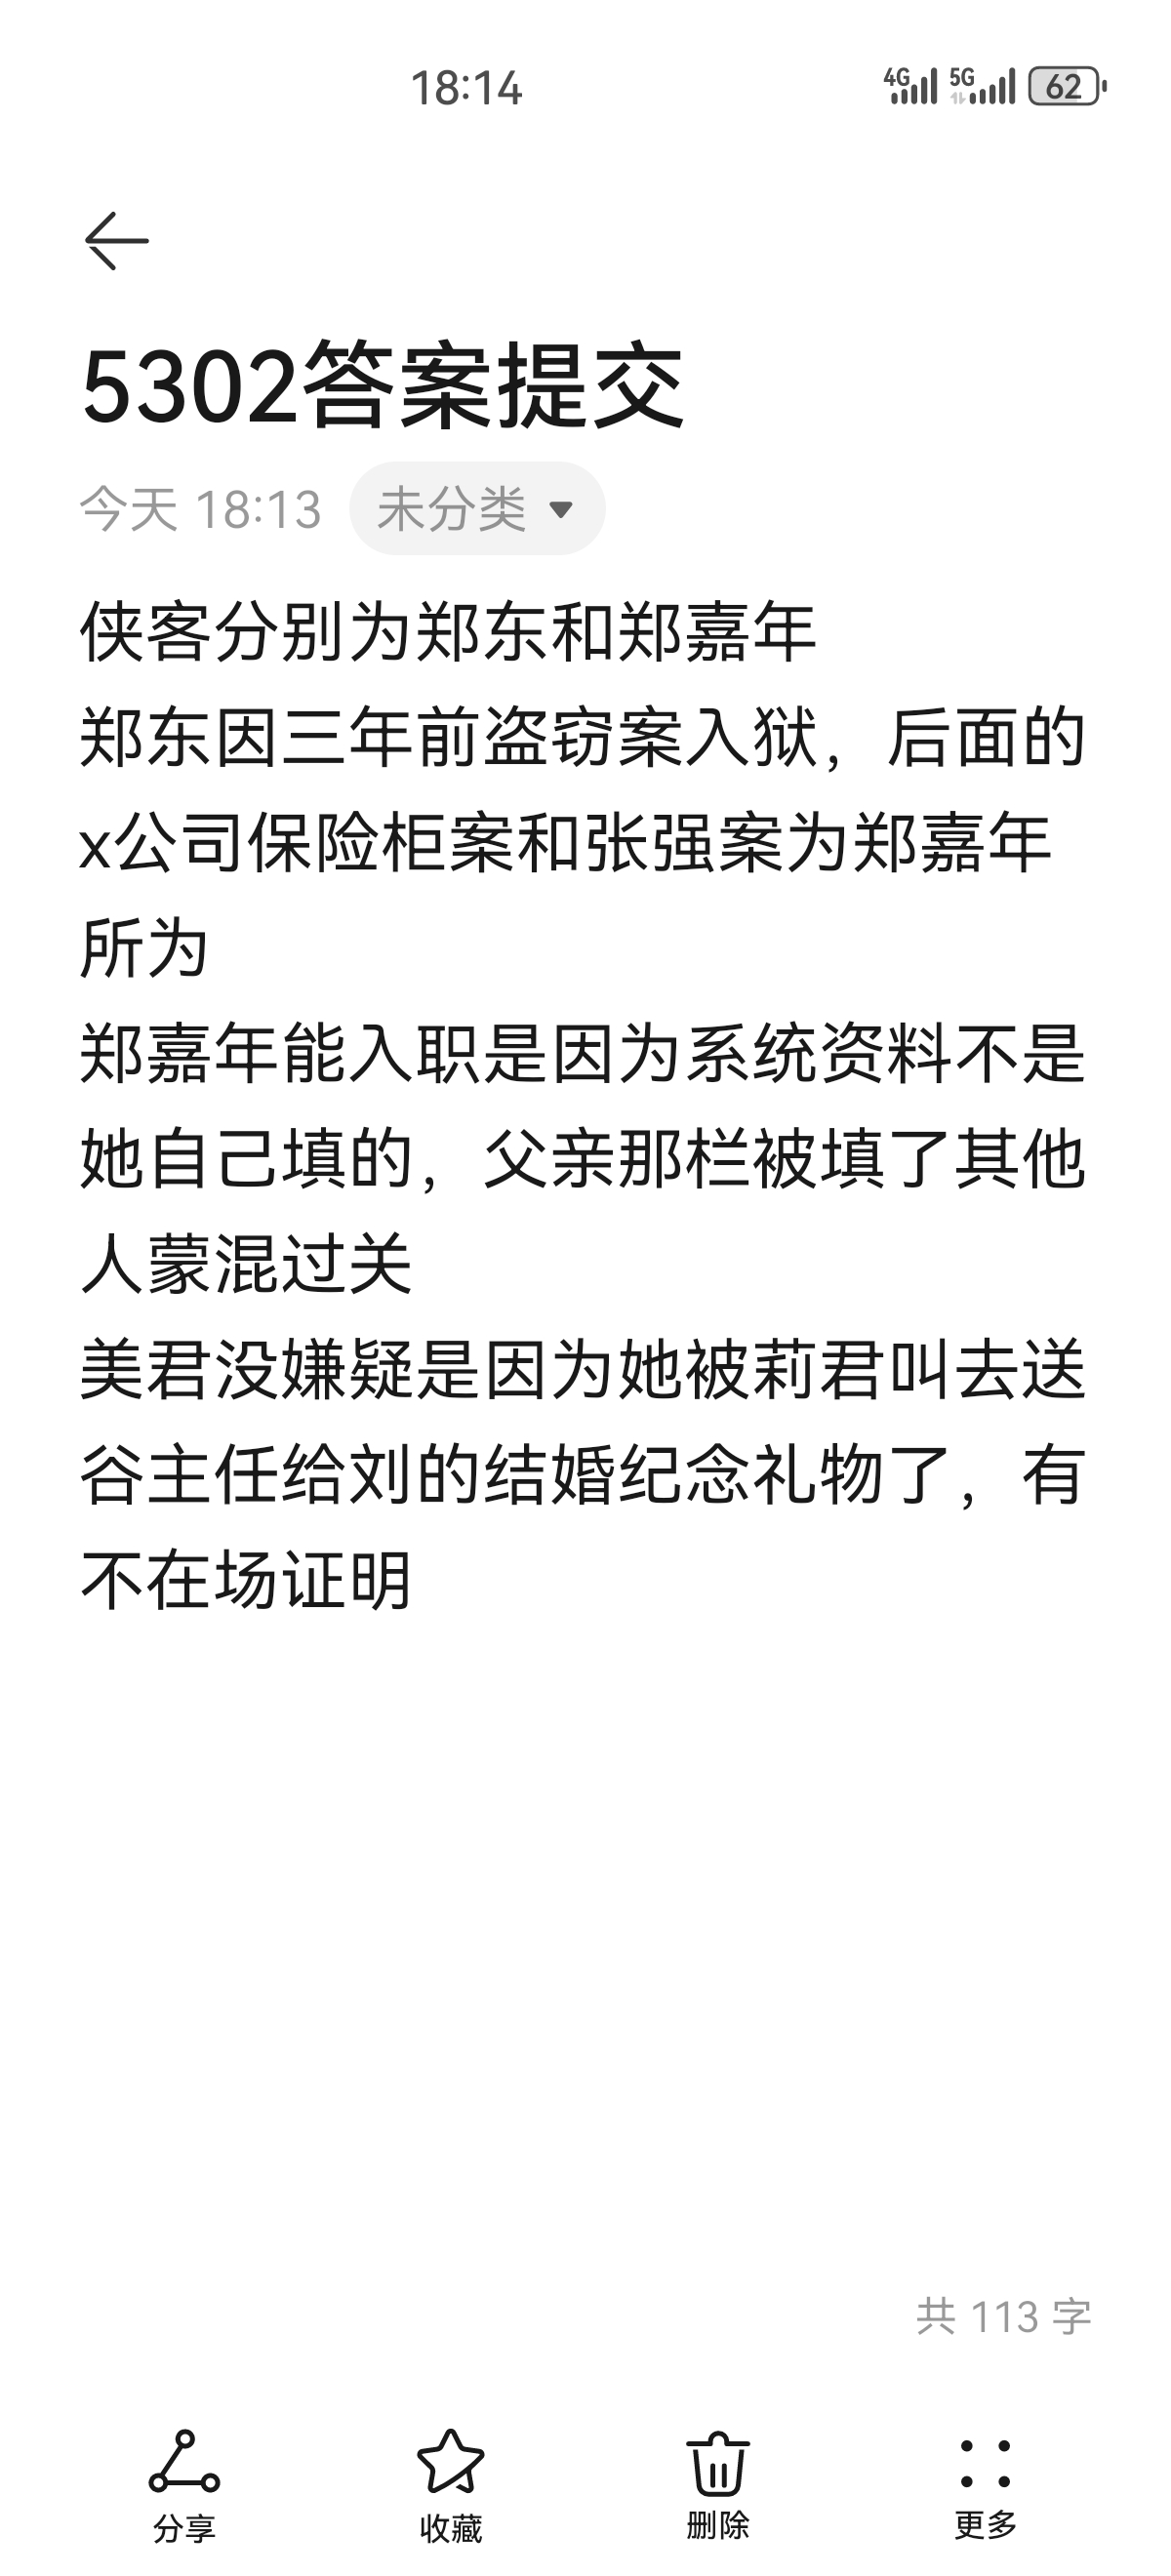 18:14
4G 5G 62
5302答案提交
今天 18:13 未分类
侠客分别为郑东和郑嘉年
郑东因三年前盗窃案入狱，后面的
x公司保险柜案和张强案为郑嘉年
所为
郑嘉年能入职是因为系统资料不是
她自己填的，父亲那栏被填了其他
人蒙混过关
美君没嫌疑是因为她被莉君叫去送
谷主任给刘的结婚纪念礼物了，有
不在场证明
共 113 字
分享 收藏 删除 更多